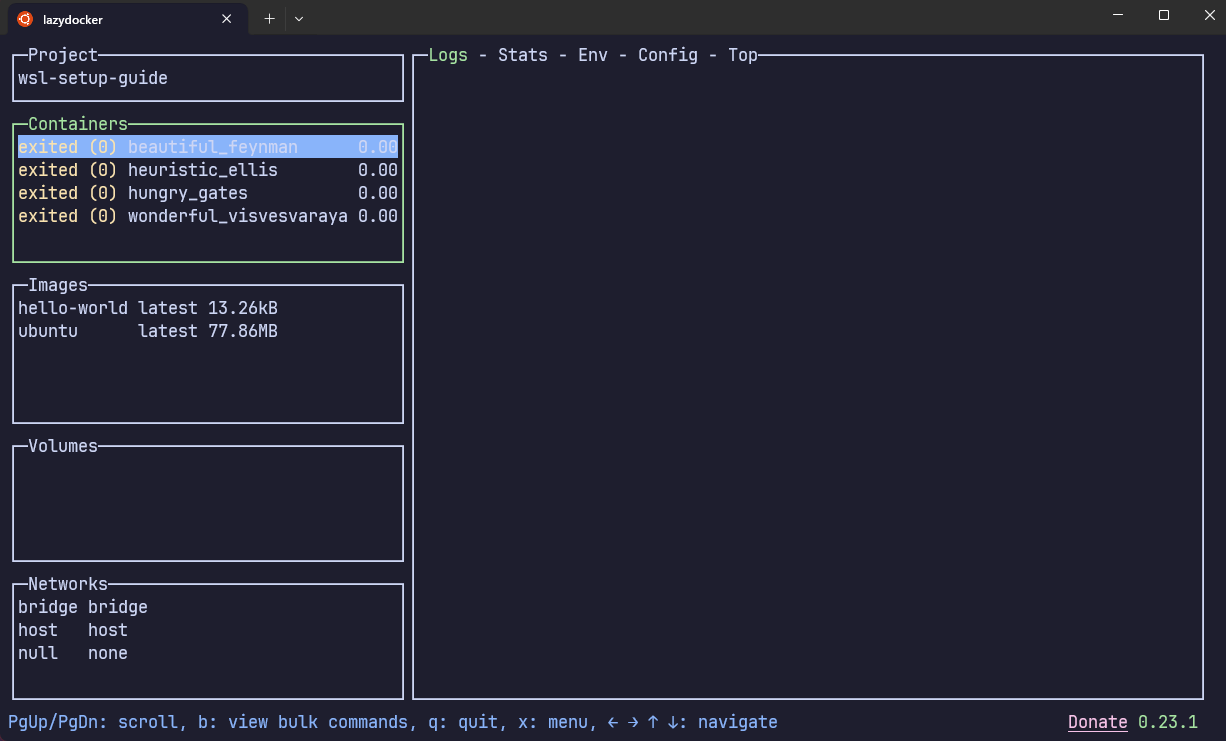 lazydocker
Project
wsl-setup-guide
Containers
exited (0) beautiful_feynman 0.00
exited (0) heuristic_ellis 0.00
exited (0) hungry_gates 0.00
exited (0) wonderful_visvesvaraya 0.00
Images
hello-world latest 13.26kB
ubuntu latest 77.86MB
Volumes
Networks
bridge bridge
host host
null none
Logs - Stats - Env - Config - Top
PgUp/PgDn: scroll, b: view bulk commands, q: quit, x: menu, ← → ↑ ↓: navigate
Donate 0.23.1